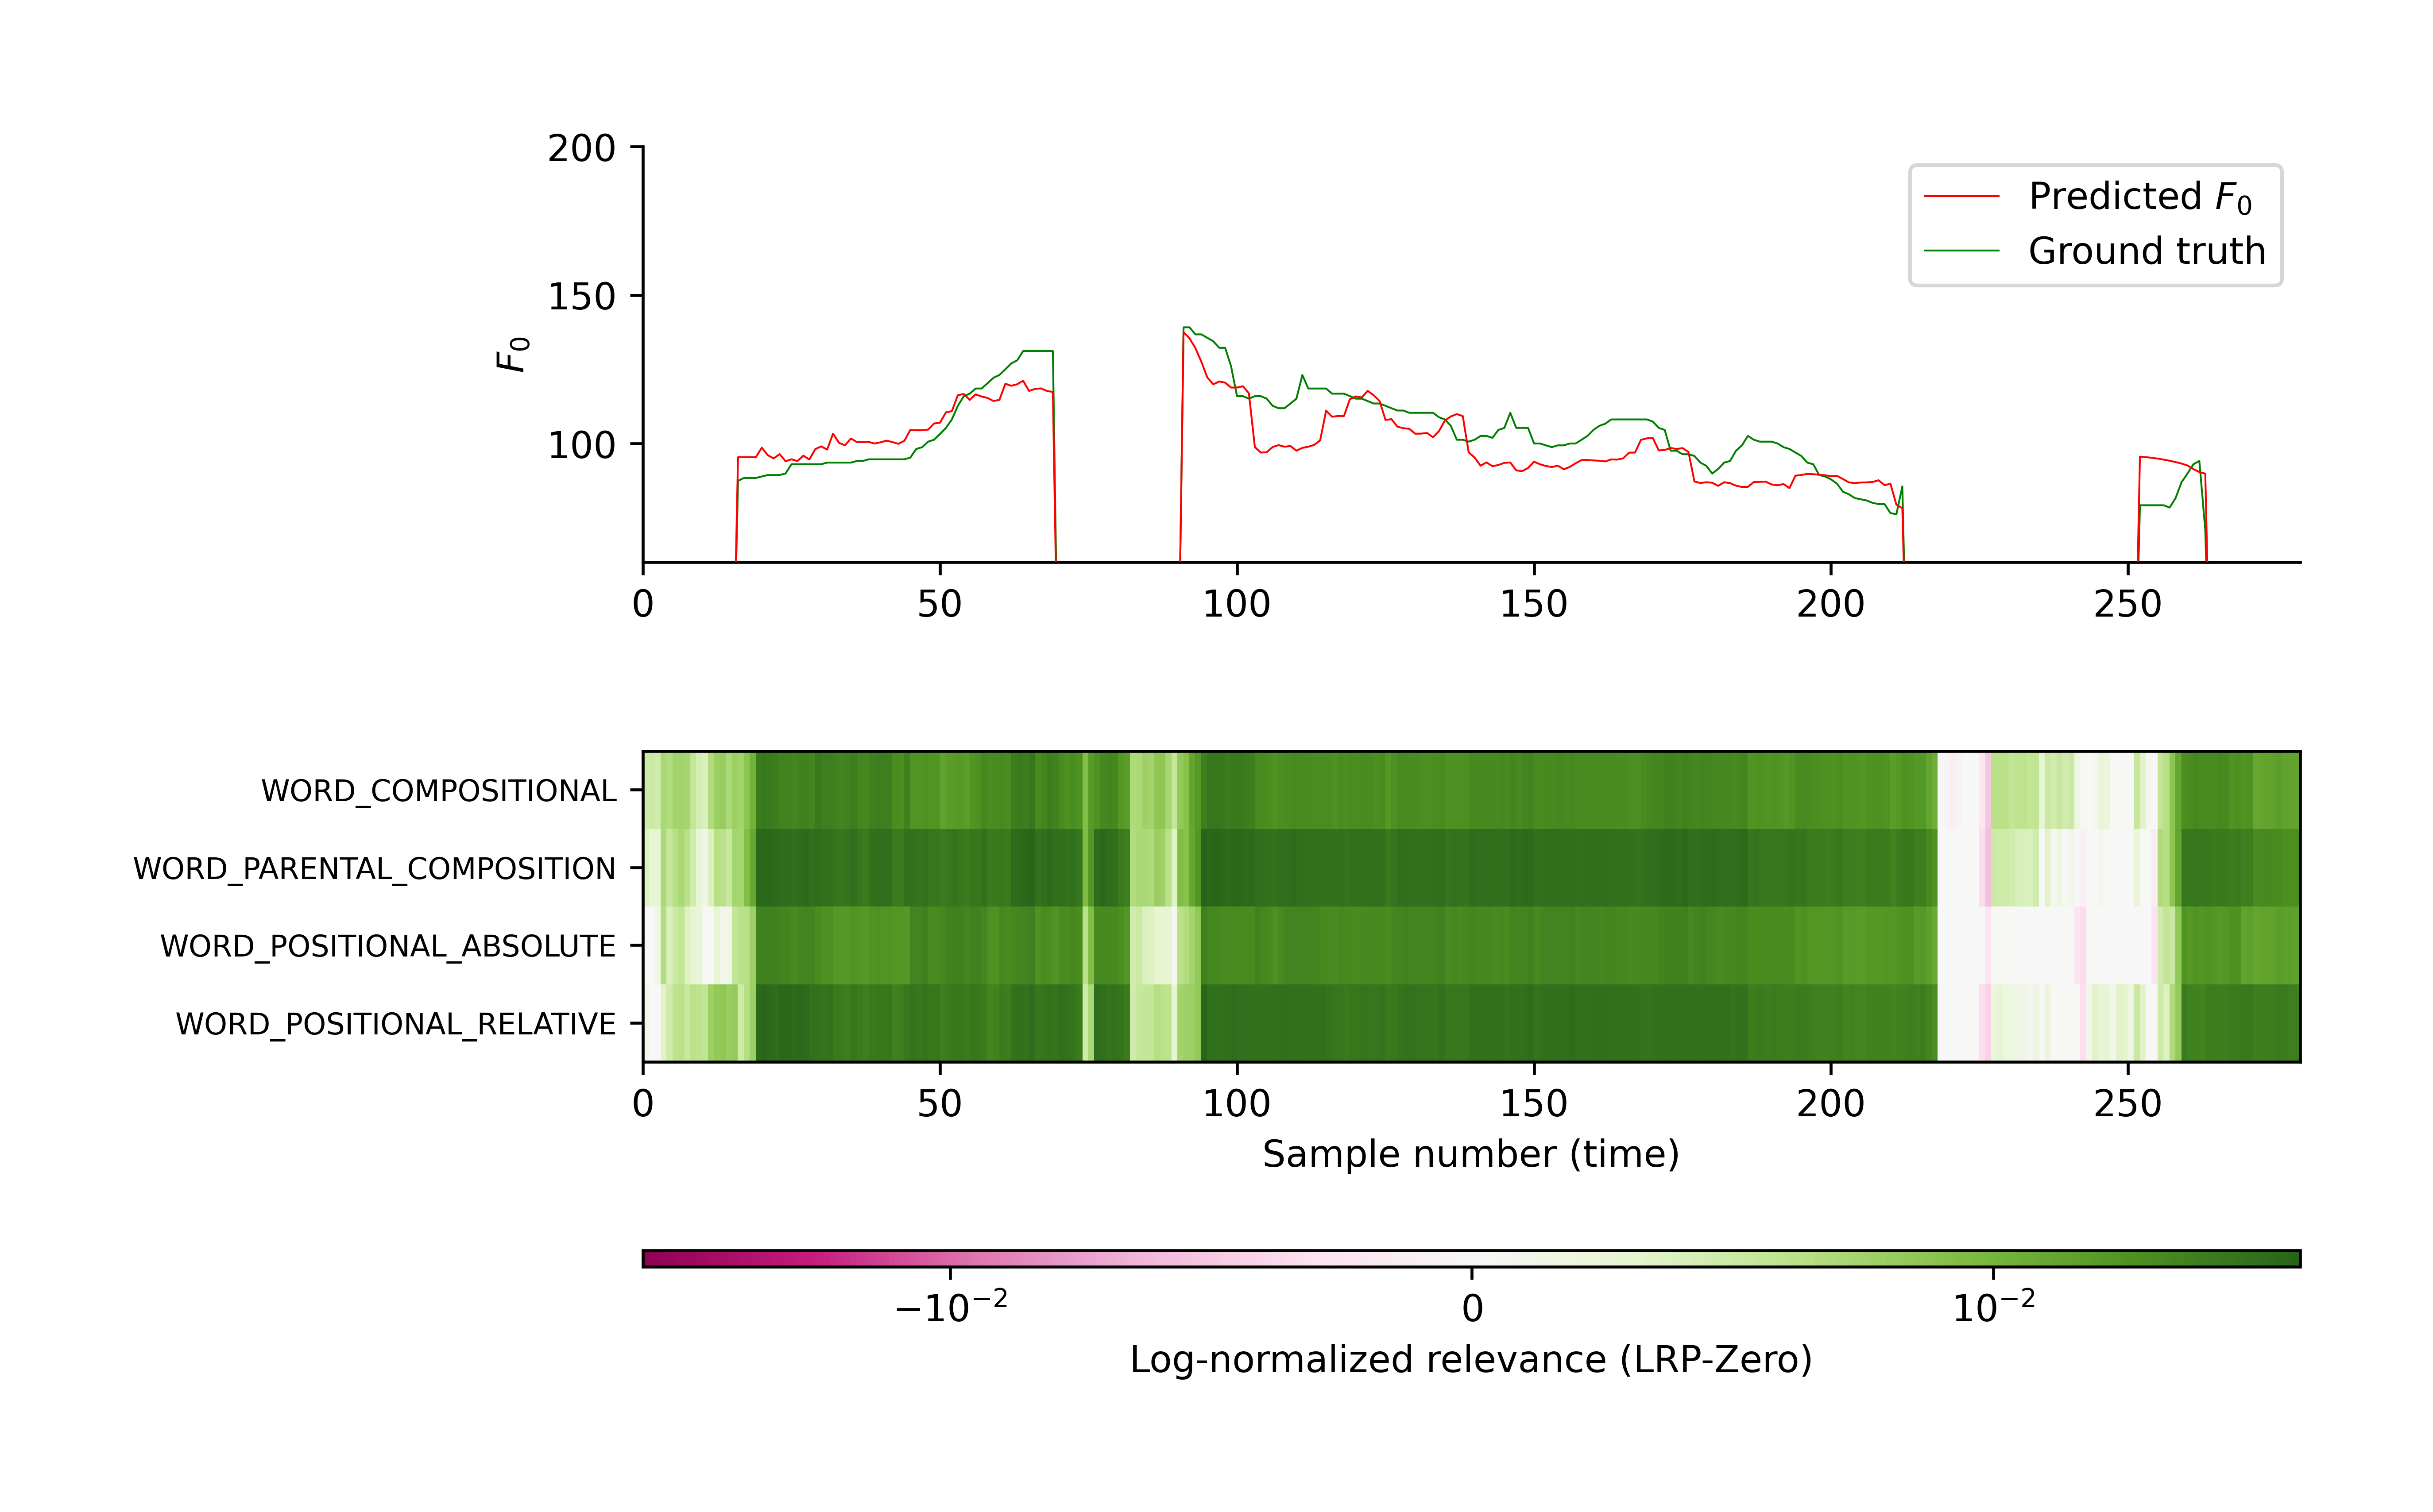 200
150
100
F0
Predicted F0
Ground truth
0 50 100 150 200 250
WORD_COMPOSITIONAL
WORD_PARENTAL_COMPOSITION
WORD_POSITIONAL_ABSOLUTE
WORD_POSITIONAL_RELATIVE
0 50 100 150 200 250
Sample number (time)
−10⁻² 0 10⁻²
Log-normalized relevance (LRP-Zero)